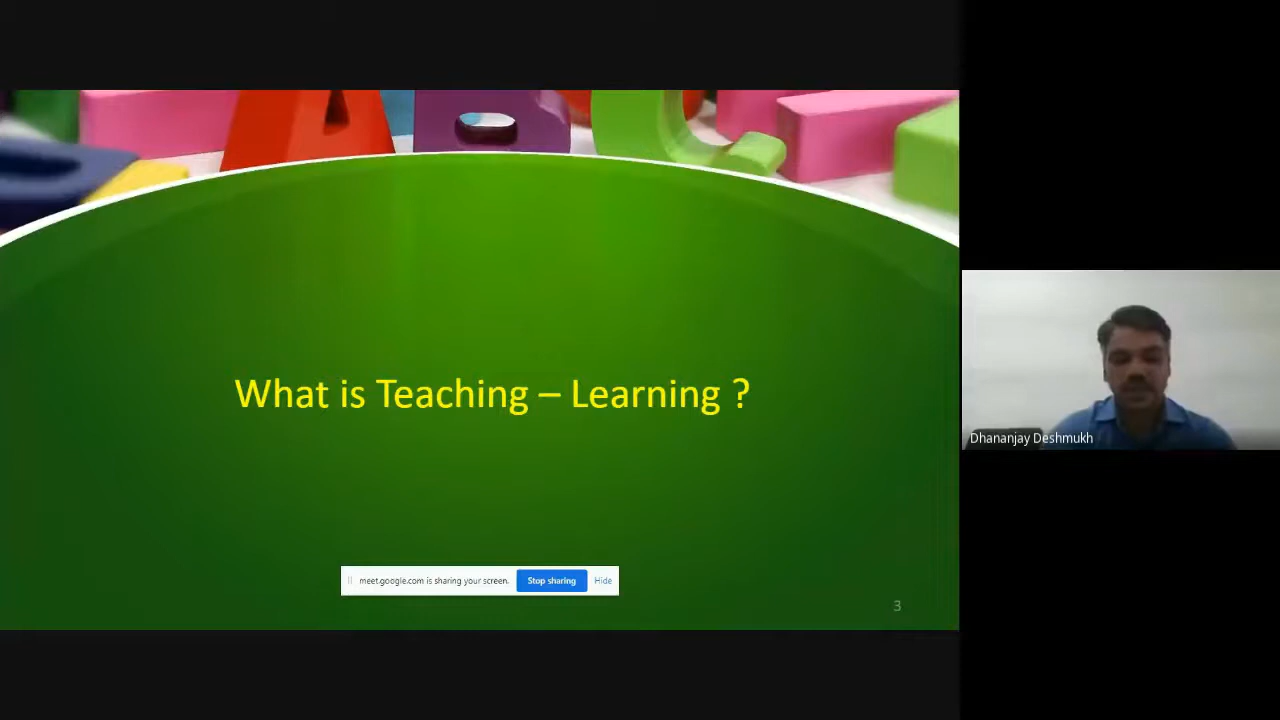 What is Teaching – Learning ?
meet.google.com is sharing your screen. Stop sharing Hide
3
Dhananjay Deshmukh